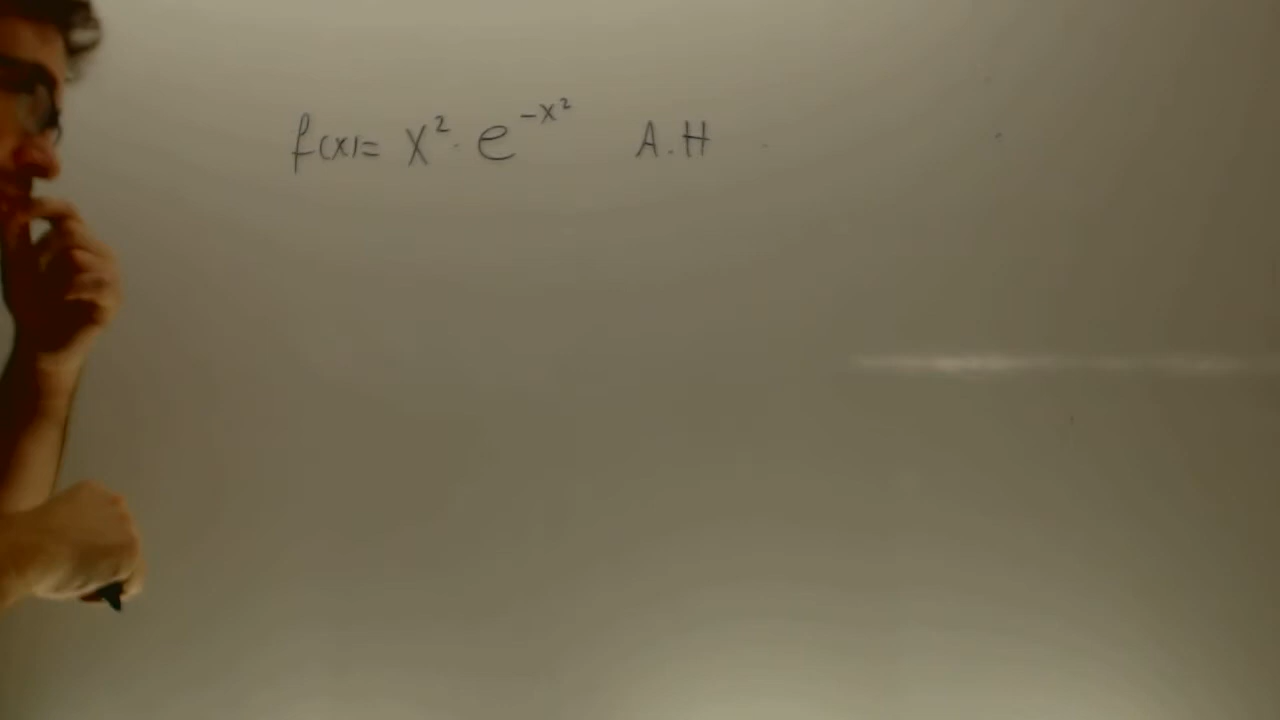 f(x)= x². e^{-x²} A.H